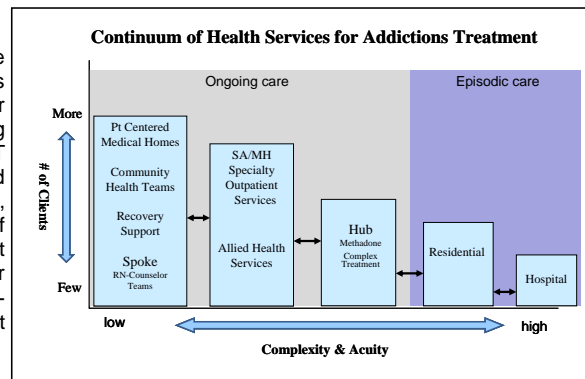 Continuum of Health Services for Addictions Treatment
Ongoing care
Episodic care
More
# of Clients
Few
Pt Centered
Medical Homes
Community
Health Teams
Recovery
Support
Spoke
RN-Counselor
Teams
SA/MH
Specialty
Outpatient
Services
Allied Health
Services
Hub
Methadone
Complex
Treatment
Residential
Hospital
low
high
Complexity & Acuity